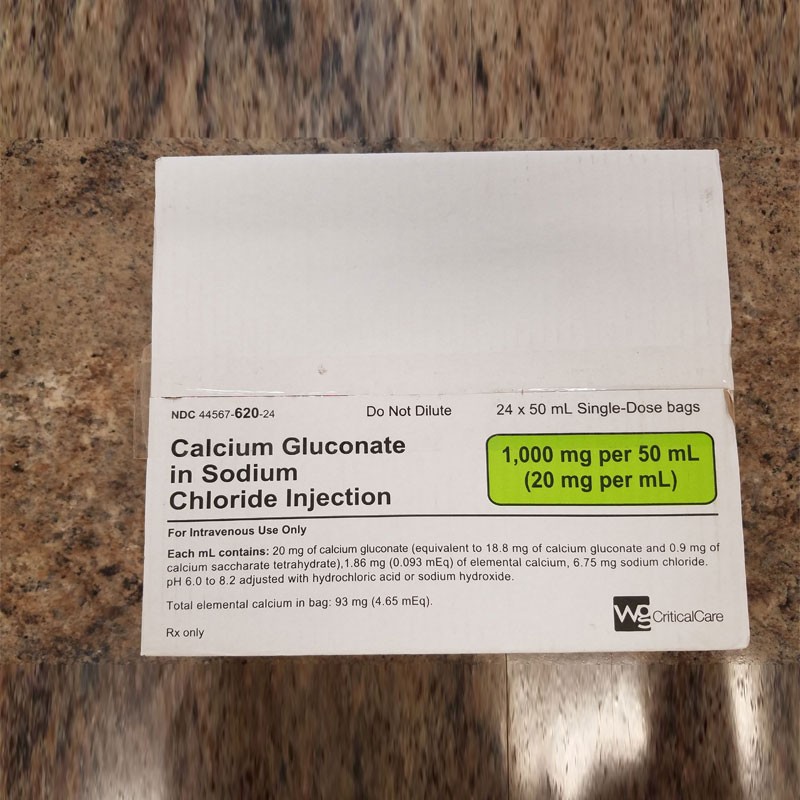 NDC 44567-620-24 Do Not Dilute 24 x 50 mL Single-Dose bags
Calcium Gluconate
in Sodium
Chloride Injection
1,000 mg per 50 mL
(20 mg per mL)
For Intravenous Use Only
Each mL contains: 20 mg of calcium gluconate (equivalent to 18.8 mg of calcium gluconate and 0.9 mg of
calcium saccharate tetrahydrate),1.86 mg (0.093 mEq) of elemental calcium, 6.75 mg sodium chloride.
pH 6.0 to 8.2 adjusted with hydrochloric acid or sodium hydroxide.
Total elemental calcium in bag: 93 mg (4.65 mEq).
Wg CriticalCare
Rx only